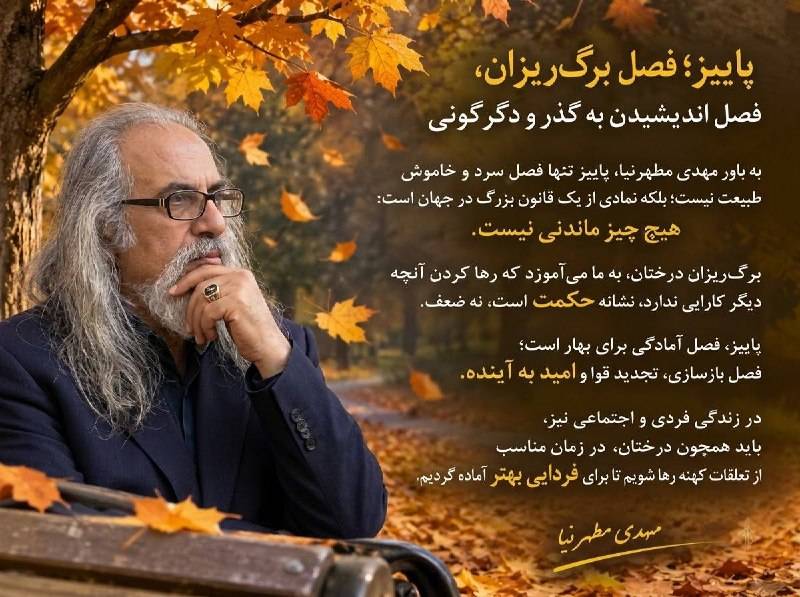 پاییز؛ فصل برگ‌ریزان،
فصل اندیشیدن به گذر و دگرگونی
به باور مهدی مطهرنیا، پاییز تنها فصل سرد و خاموش
طبیعت نیست؛ بلکه نمادی از یک قانون بزرگ در جهان است:
هیچ چیز ماندنی نیست.
برگ‌ریزان درختان، به ما می‌آموزد که رها کردن آنچه
دیگر کارایی ندارد، نشانه حکمت است، نه ضعف.
پاییز، فصل آمادگی برای بهار است؛
فصل بازسازی، تجدید قوا و امید به آینده.
در زندگی فردی و اجتماعی نیز،
باید همچون درختان، در زمان مناسب
از تعلقات کهنه رها شویم تا برای فردایی بهتر آماده گردیم.
مهدی مطهرنیا